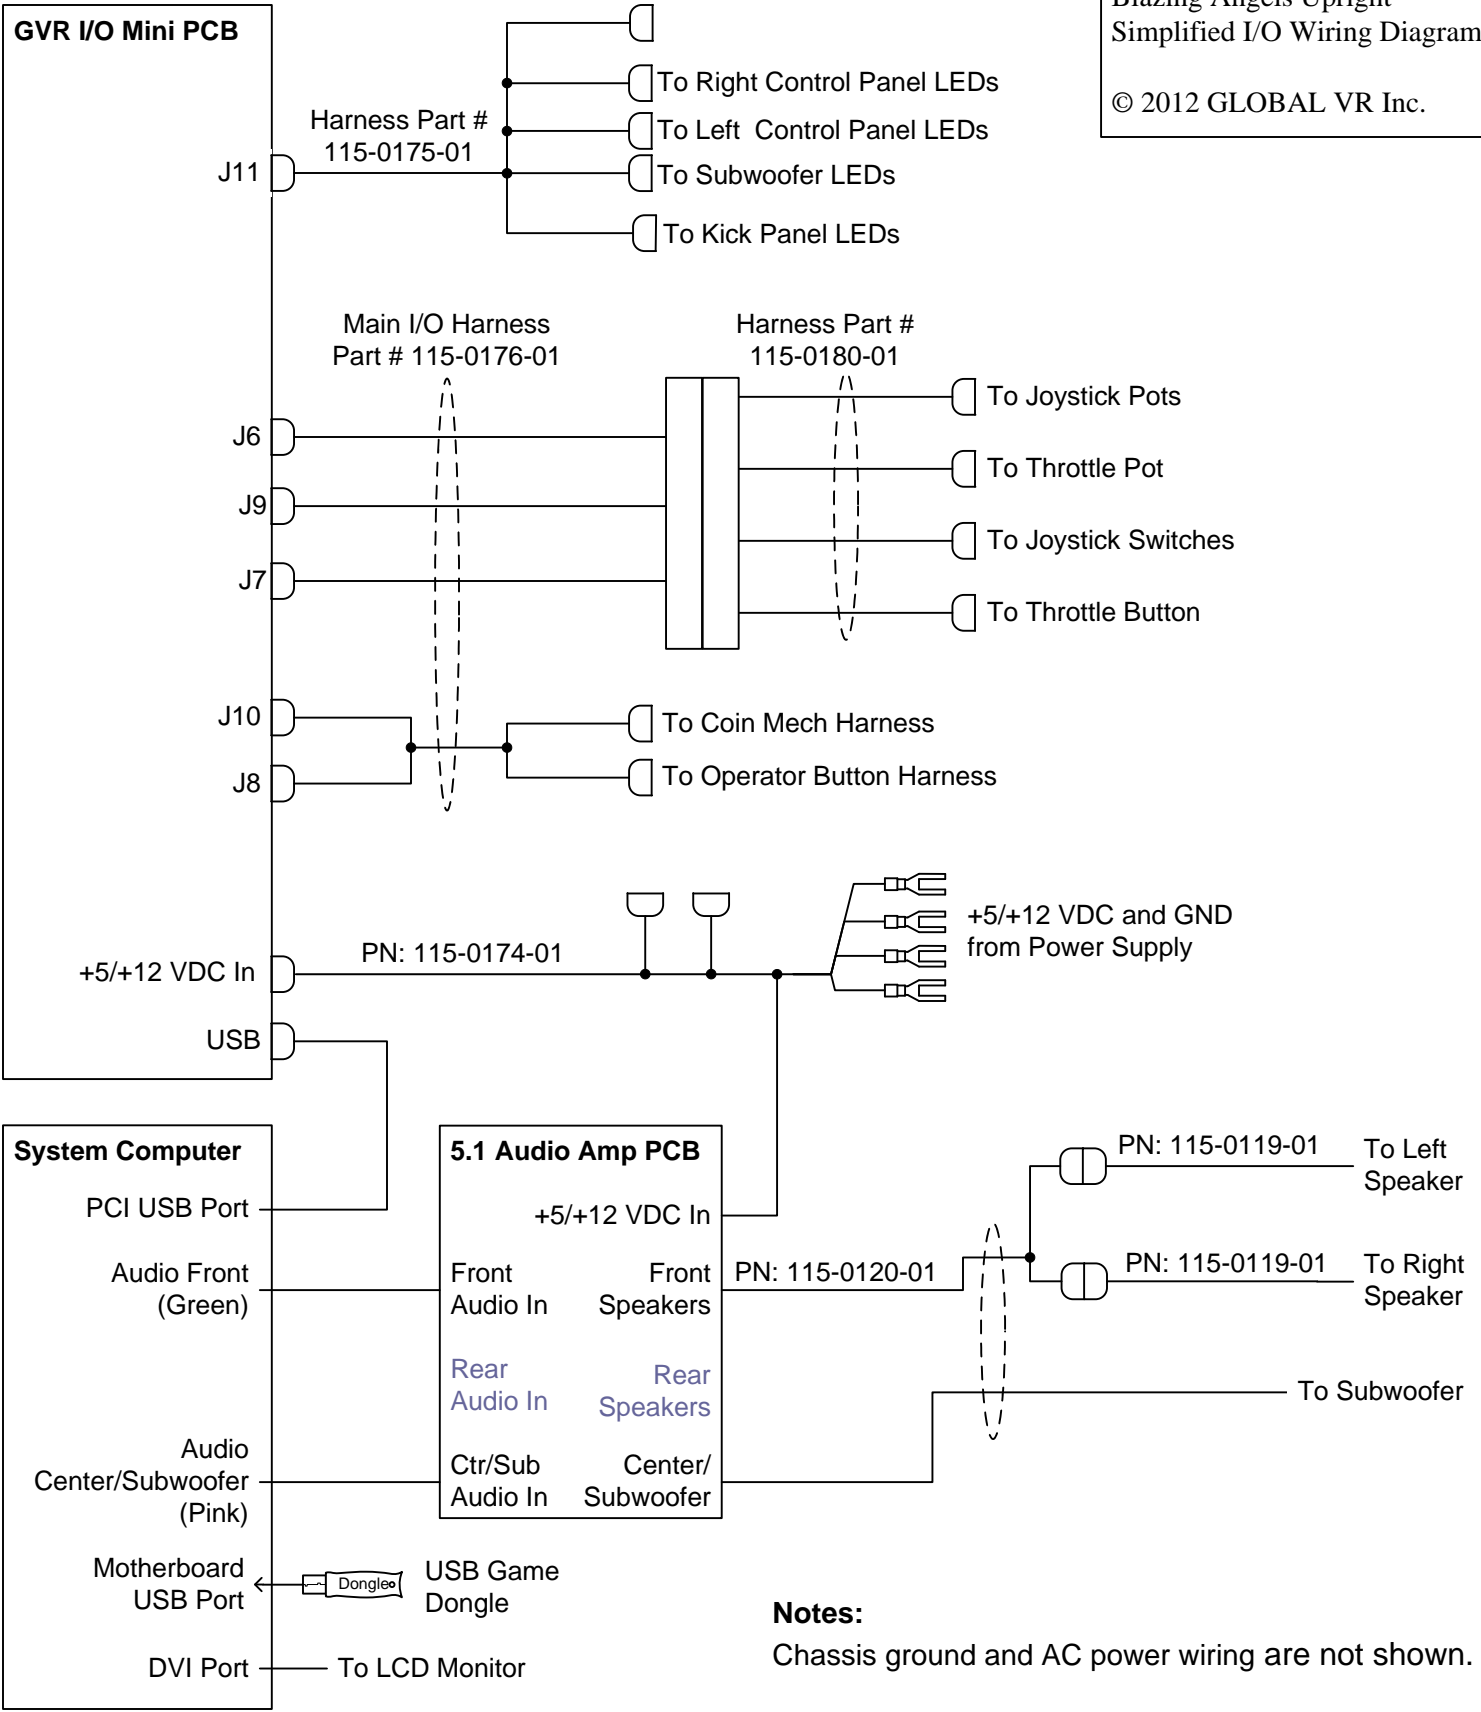 GVR I/O Mini PCB
Blazing Angels Upright
Simplified I/O Wiring Diagram
© 2012 GLOBAL VR Inc.
To Right Control Panel LEDs
Harness Part #
115-0175-01
To Left  Control Panel LEDs
J11
To Subwoofer LEDs
To Kick Panel LEDs
Main I/O Harness
Part # 115-0176-01
Harness Part #
115-0180-01
To Joystick Pots
J6
To Throttle Pot
J9
To Joystick Switches
J7
To Throttle Button
J10
To Coin Mech Harness
J8
To Operator Button Harness
+5/+12 VDC and GND
from Power Supply
PN: 115-0174-01
+5/+12 VDC In
USB
System Computer
PCI USB Port
Audio Front
(Green)
Audio
Center/Subwoofer
(Pink)
Motherboard
USB Port
Dongle
USB Game
Dongle
DVI Port
To LCD Monitor
5.1 Audio Amp PCB
+5/+12 VDC In
Front
Audio In
Front
Speakers
Rear
Audio In
Rear
Speakers
Ctr/Sub
Audio In
Center/
Subwoofer
PN: 115-0120-01
PN: 115-0119-01
To Left
Speaker
PN: 115-0119-01
To Right
Speaker
To Subwoofer
Notes:
Chassis ground and AC power wiring are not shown.